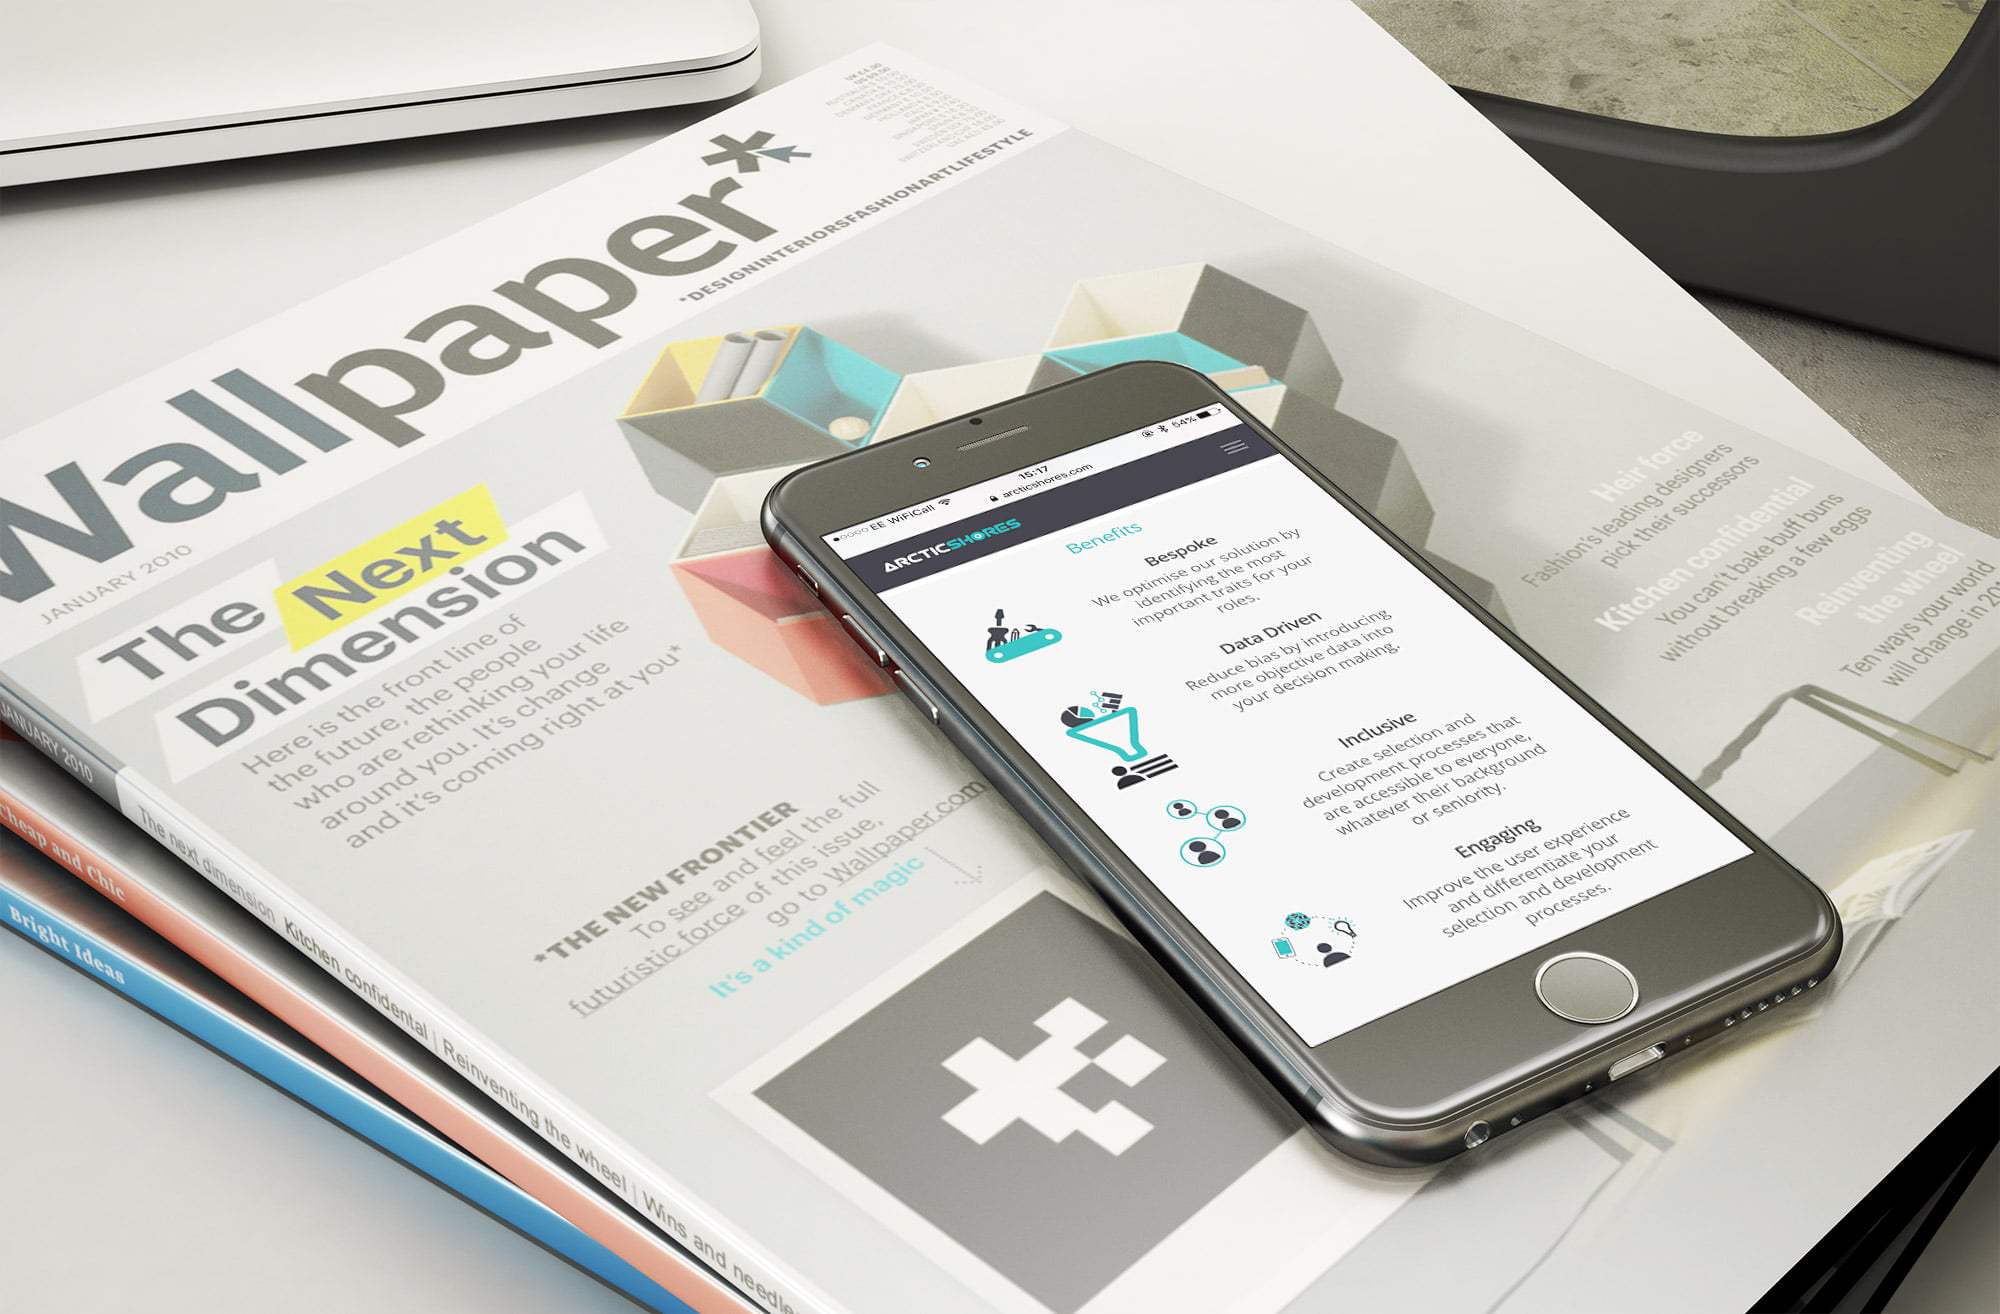 Wallpaper*
*DESIGNINTERIORSFASHIONARTLIFESTYLE
JANUARY 2010
The Next
Dimension
Here is the front line of
the future, the people
who are rethinking your life
around you. It's change
and it's coming right at you*
*THE NEW FRONTIER
To see and feel the full
futuristic force of this issue,
go to Wallpaper.com
It's a kind of magic
Heir force
Fashion's leading designers
pick their successors
Kitchen confidential
You can't bake buff buns
without breaking a few eggs
Reinventing
the wheel
Ten ways your world
will change in
EE WiFiCall
15:17
54%
arcticshores.com
ARCTICSHORES
Benefits
Bespoke
We optimise our solution by
identifying the most
important traits for your
roles.
Data Driven
Reduce bias by introducing
more objective data into
your decision making.
Inclusive
Create selection and
development processes that
are accessible to everyone,
whatever their background
or seniority.
Engaging
Improve the user experience
and differentiate your
selection and development
processes.
JANUARY 2010
The next dimension Kitchen confidential | Reinventing the wheel | Wins and needle
Cheap and Chic
Bright Ideas